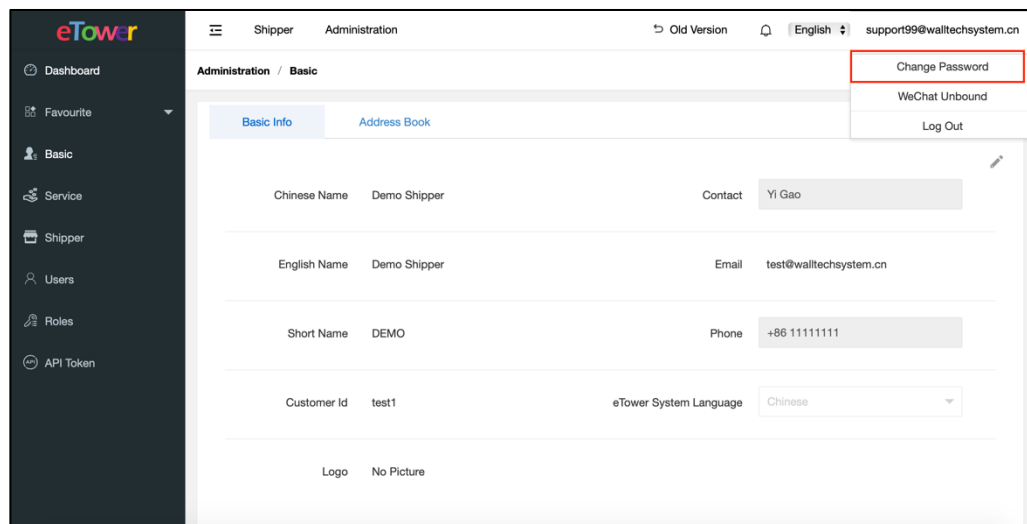 eTower
Shipper Administration Old Version English support99@walltechsystem.cn
Dashboard
Favourite
Basic
Service
Shipper
Users
Roles
API API Token
Administration / Basic
Change Password
WeChat Unbound
Log Out
Basic Info Address Book
Chinese Name Demo Shipper Contact Yi Gao
English Name Demo Shipper Email test@walltechsystem.cn
Short Name DEMO Phone +86 11111111
Customer Id test1 eTower System Language Chinese
Logo No Picture